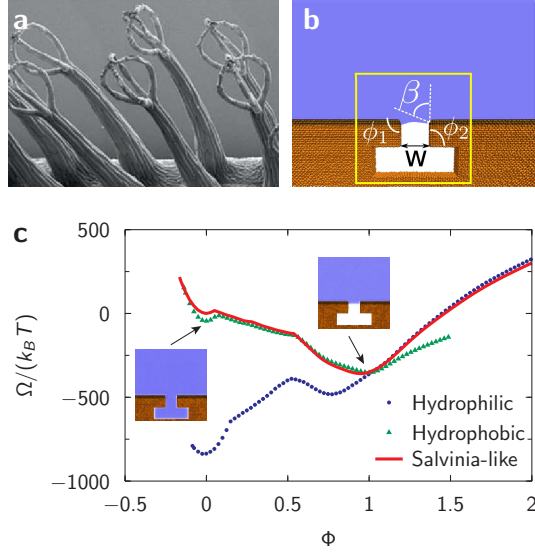 a
b
β
ϕ1
ϕ2
W
c
500
0
−500
−1000
Ω/(kB T)
−0.5
0
0.5
1
1.5
2
Φ
Hydrophilic
Hydrophobic
Salvinia-like